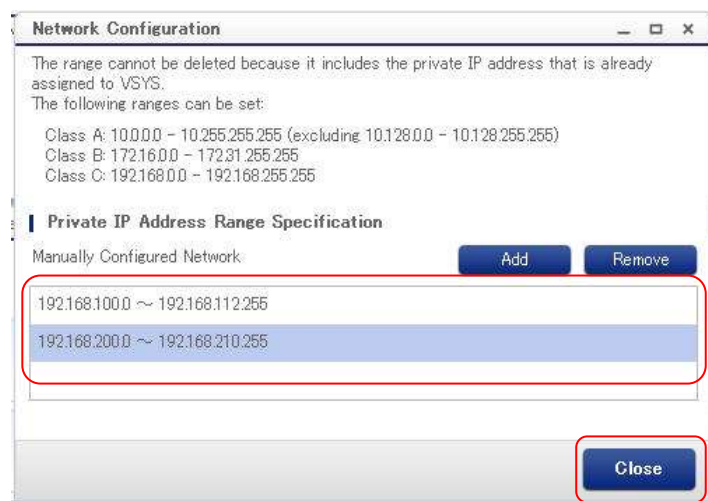 Network Configuration
The range cannot be deleted because it includes the private IP address that is already
assigned to VSYS.
The following ranges can be set:
Class A: 10.0.0.0 - 10.255.255.255 (excluding 10.128.0.0 - 10.128.255.255)
Class B: 172.16.0.0 - 172.31.255.255
Class C: 192.168.0.0 - 192.168.255.255
Private IP Address Range Specification
Manually Configured Network Add Remove
192.168.100.0 ～ 192.168.112.255
192.168.200.0 ～ 192.168.210.255
Close